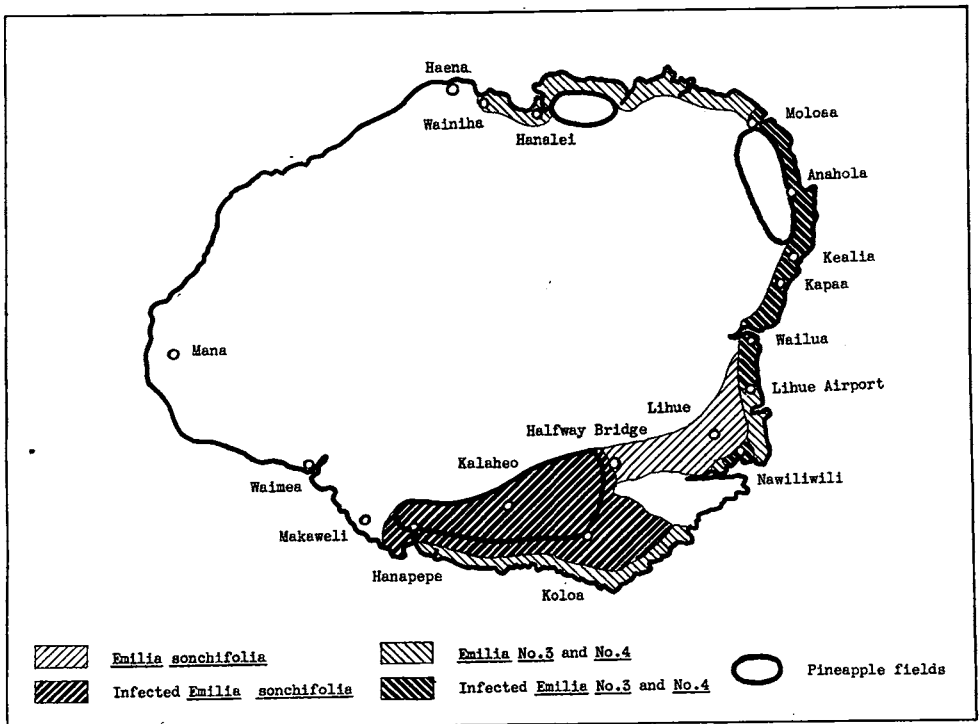 Haena
Wainiha
Hanalei
Moloaa
Anahola
Kealia
Kapaa
Wailua
Mana
Lihue Airport
Lihue
Halfway Bridge
Kalaheo
Nawiliwili
Waimea
Makaweli
Hanapepe
Koloa
Emilia sonchifolia
Emilia No.3 and No.4
Pineapple fields
Infected Emilia sonchifolia
Infected Emilia No.3 and No.4